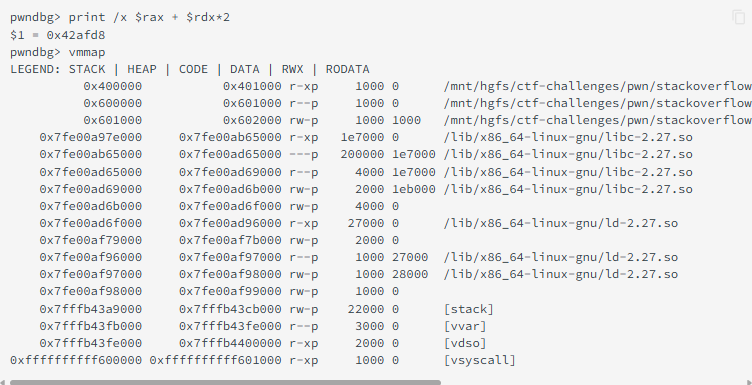 pwndbg> print /x $rax + $rdx*2
$1 = 0x42afd8
pwndbg> vmmap
LEGEND: STACK | HEAP | CODE | DATA | RWX | RODATA
0x400000 0x401000 r-xp 1000 0 /mnt/hgfs/ctf-challenges/pwn/stackoverflow
0x600000 0x601000 r--p 1000 0 /mnt/hgfs/ctf-challenges/pwn/stackoverflow
0x601000 0x602000 rw-p 1000 1000 /mnt/hgfs/ctf-challenges/pwn/stackoverflow
0x7fe00a97e000 0x7fe00ab65000 r-xp 1e7000 0 /lib/x86_64-linux-gnu/libc-2.27.so
0x7fe00ab65000 0x7fe00ad65000 ---p 200000 1e7000 /lib/x86_64-linux-gnu/libc-2.27.so
0x7fe00ad65000 0x7fe00ad69000 r--p 4000 1e7000 /lib/x86_64-linux-gnu/libc-2.27.so
0x7fe00ad69000 0x7fe00ad6b000 rw-p 2000 1eb000 /lib/x86_64-linux-gnu/libc-2.27.so
0x7fe00ad6b000 0x7fe00ad6f000 rw-p 4000 0
0x7fe00ad6f000 0x7fe00ad96000 r-xp 27000 0 /lib/x86_64-linux-gnu/ld-2.27.so
0x7fe00af79000 0x7fe00af7b000 rw-p 2000 0
0x7fe00af96000 0x7fe00af97000 r--p 1000 27000 /lib/x86_64-linux-gnu/ld-2.27.so
0x7fe00af97000 0x7fe00af98000 rw-p 1000 28000 /lib/x86_64-linux-gnu/ld-2.27.so
0x7fe00af98000 0x7fe00af99000 rw-p 1000 0
0x7fffb43a9000 0x7fffb43cb000 rw-p 22000 0 [stack]
0x7fffb43fb000 0x7fffb43fe000 r--p 3000 0 [vvar]
0x7fffb43fe000 0x7fffb4400000 r-xp 2000 0 [vdso]
0xffffffffff600000 0xffffffffff601000 r-xp 1000 0 [vsyscall]